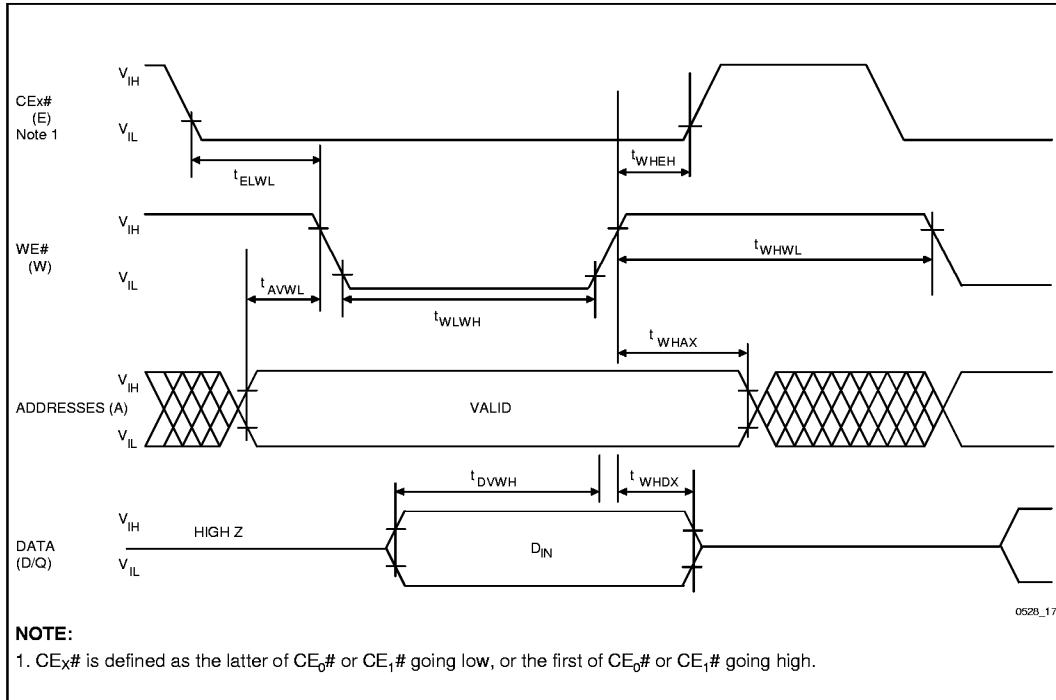 V_IH
CEx#
(E)
Note 1
V_IL
t_WHEH
t_ELWL
V_IH
WE#
(W)
t_WHWL
V_IL
t_AVWL
t_WLWH
t_WHAX
V_IH
ADDRESSES (A)
VALID
V_IL
t_DVWH
t_WHDX
V_IH
HIGH Z
DATA
(D/Q)
D_IN
V_IL
0528_17
NOTE:
1. CE_X# is defined as the latter of CE_0# or CE_1# going low, or the first of CE_0# or CE_1# going high.